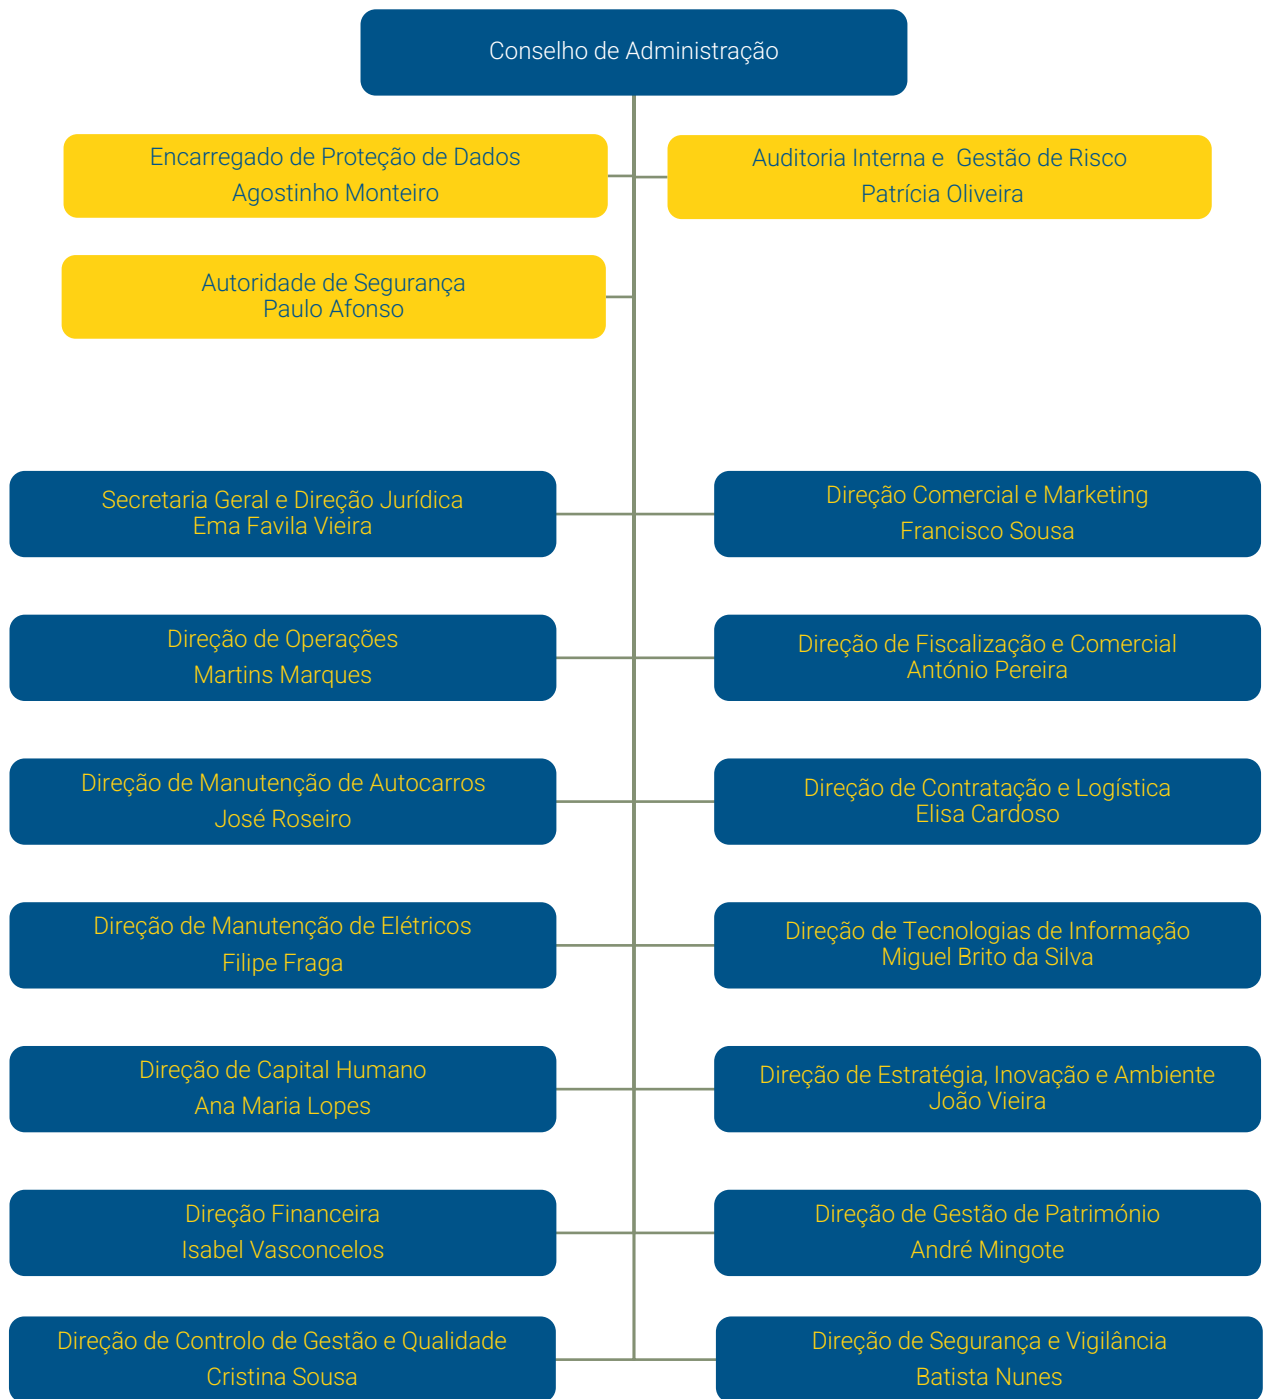 Conselho de Administração
Encarregado de Proteção de Dados
Agostinho Monteiro
Auditoria Interna e  Gestão de Risco
Patrícia Oliveira
Autoridade de Segurança
Paulo Afonso
Secretaria Geral e Direção Jurídica
Ema Favila Vieira
Direção Comercial e Marketing
Francisco Sousa
Direção de Operações
Martins Marques
Direção de Fiscalização e Comercial
António Pereira
Direção de Manutenção de Autocarros
José Roseiro
Direção de Contratação e Logística
Elisa Cardoso
Direção de Manutenção de Elétricos
Filipe Fraga
Direção de Tecnologias de Informação
Miguel Brito da Silva
Direção de Capital Humano
Ana Maria Lopes
Direção de Estratégia, Inovação e Ambiente
João Vieira
Direção Financeira
Isabel Vasconcelos
Direção de Gestão de Património
André Mingote
Direção de Controlo de Gestão e Qualidade
Cristina Sousa
Direção de Segurança e Vigilância
Batista Nunes